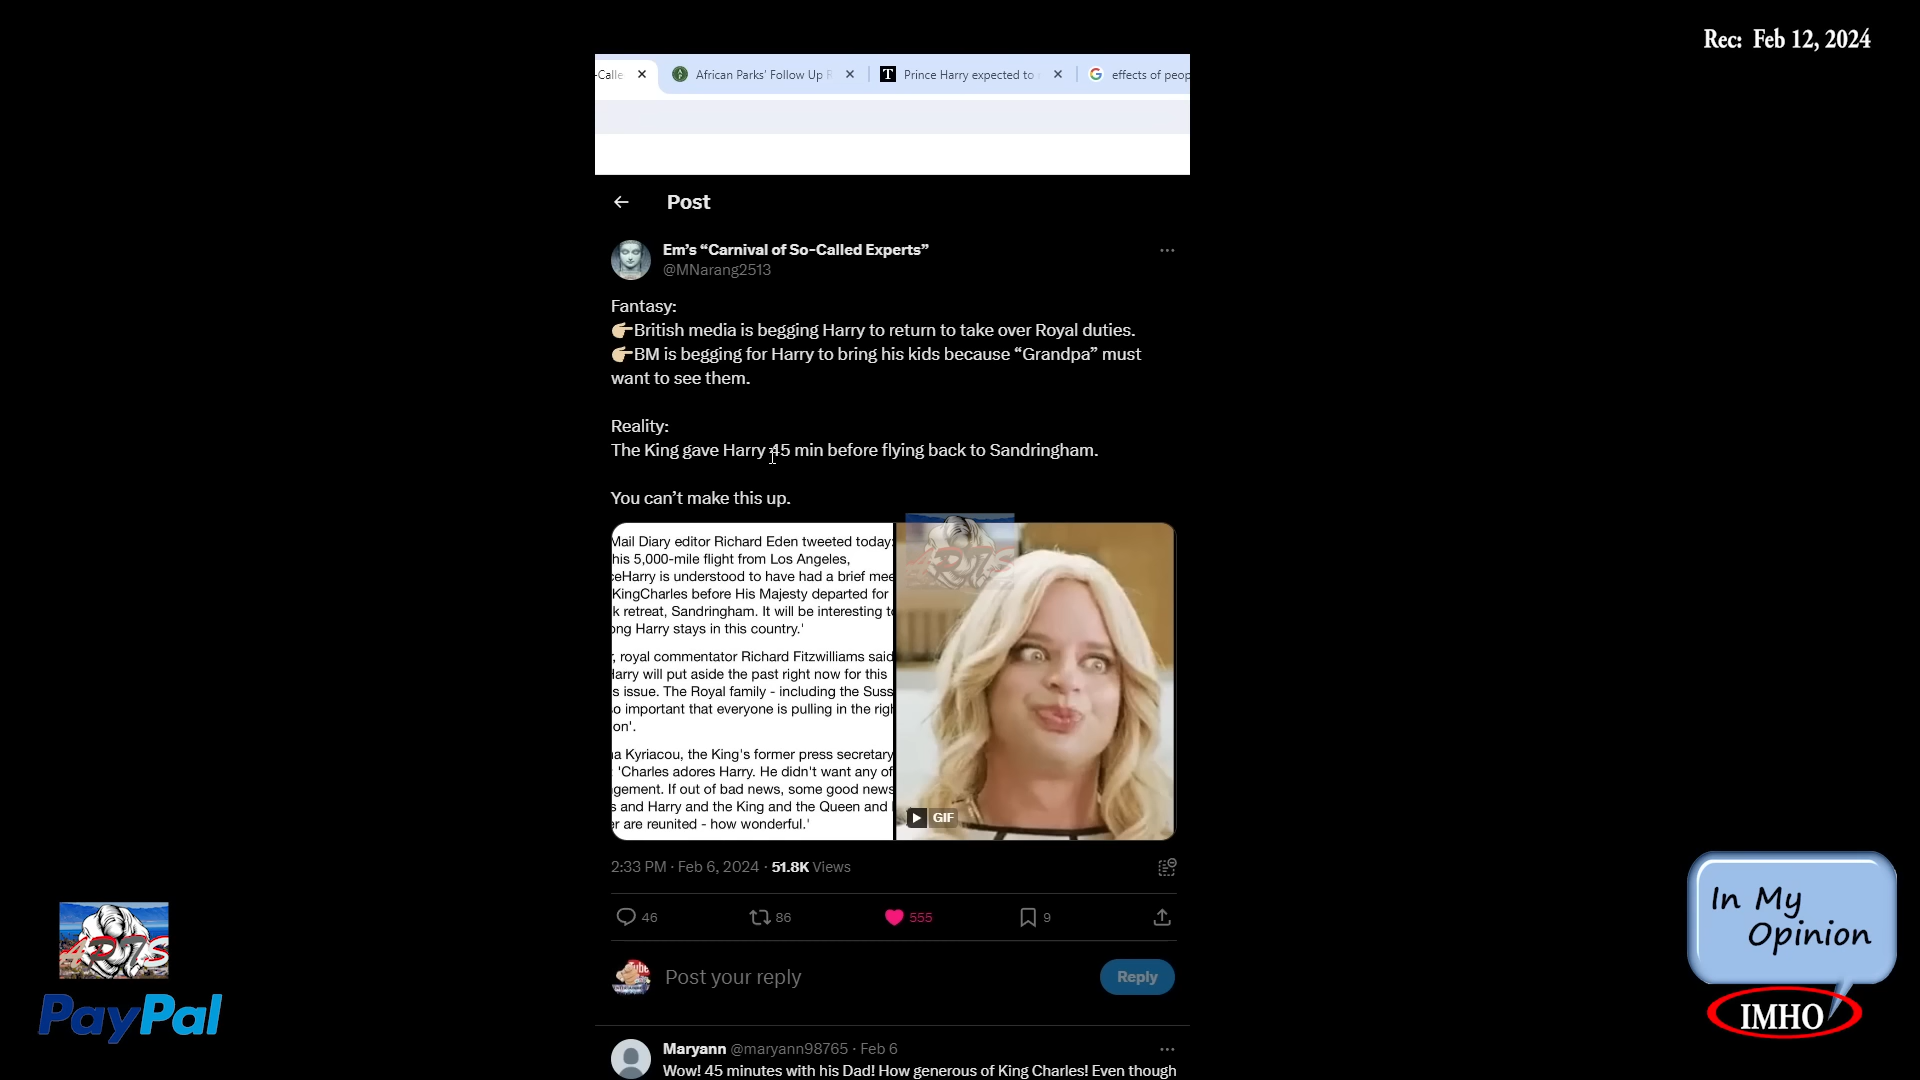 Rec: Feb 12, 2024
-Calle
African Parks' Follow Up
Prince Harry expected to
effects of peop
Post
Em's “Carnival of So-Called Experts”
@MNarang2513
Fantasy:
👉🏼British media is begging Harry to return to take over Royal duties.
👉🏼BM is begging for Harry to bring his kids because “Grandpa” must
want to see them.
Reality:
The King gave Harry 45 min before flying back to Sandringham.
You can't make this up.
Mail Diary editor Richard Eden tweeted today:
his 5,000-mile flight from Los Angeles,
ceHarry is understood to have had a brief mee
KingCharles before His Majesty departed for
k retreat, Sandringham. It will be interesting to
ong Harry stays in this country.'
r, royal commentator Richard Fitzwilliams said
Harry will put aside the past right now for this
s issue. The Royal family - including the Suss
so important that everyone is pulling in the righ
on'.
na Kyriacou, the King's former press secretary
: 'Charles adores Harry. He didn't want any of
gement. If out of bad news, some good news
s and Harry and the King and the Queen and
er are reunited - how wonderful.'
GIF
2:33 PM · Feb 6, 2024 · 51.8K Views
46
86
555
9
Post your reply
Reply
Maryann @maryann98765 · Feb 6
Wow! 45 minutes with his Dad! How generous of King Charles! Even though
PayPal
In My
Opinion
IMHO